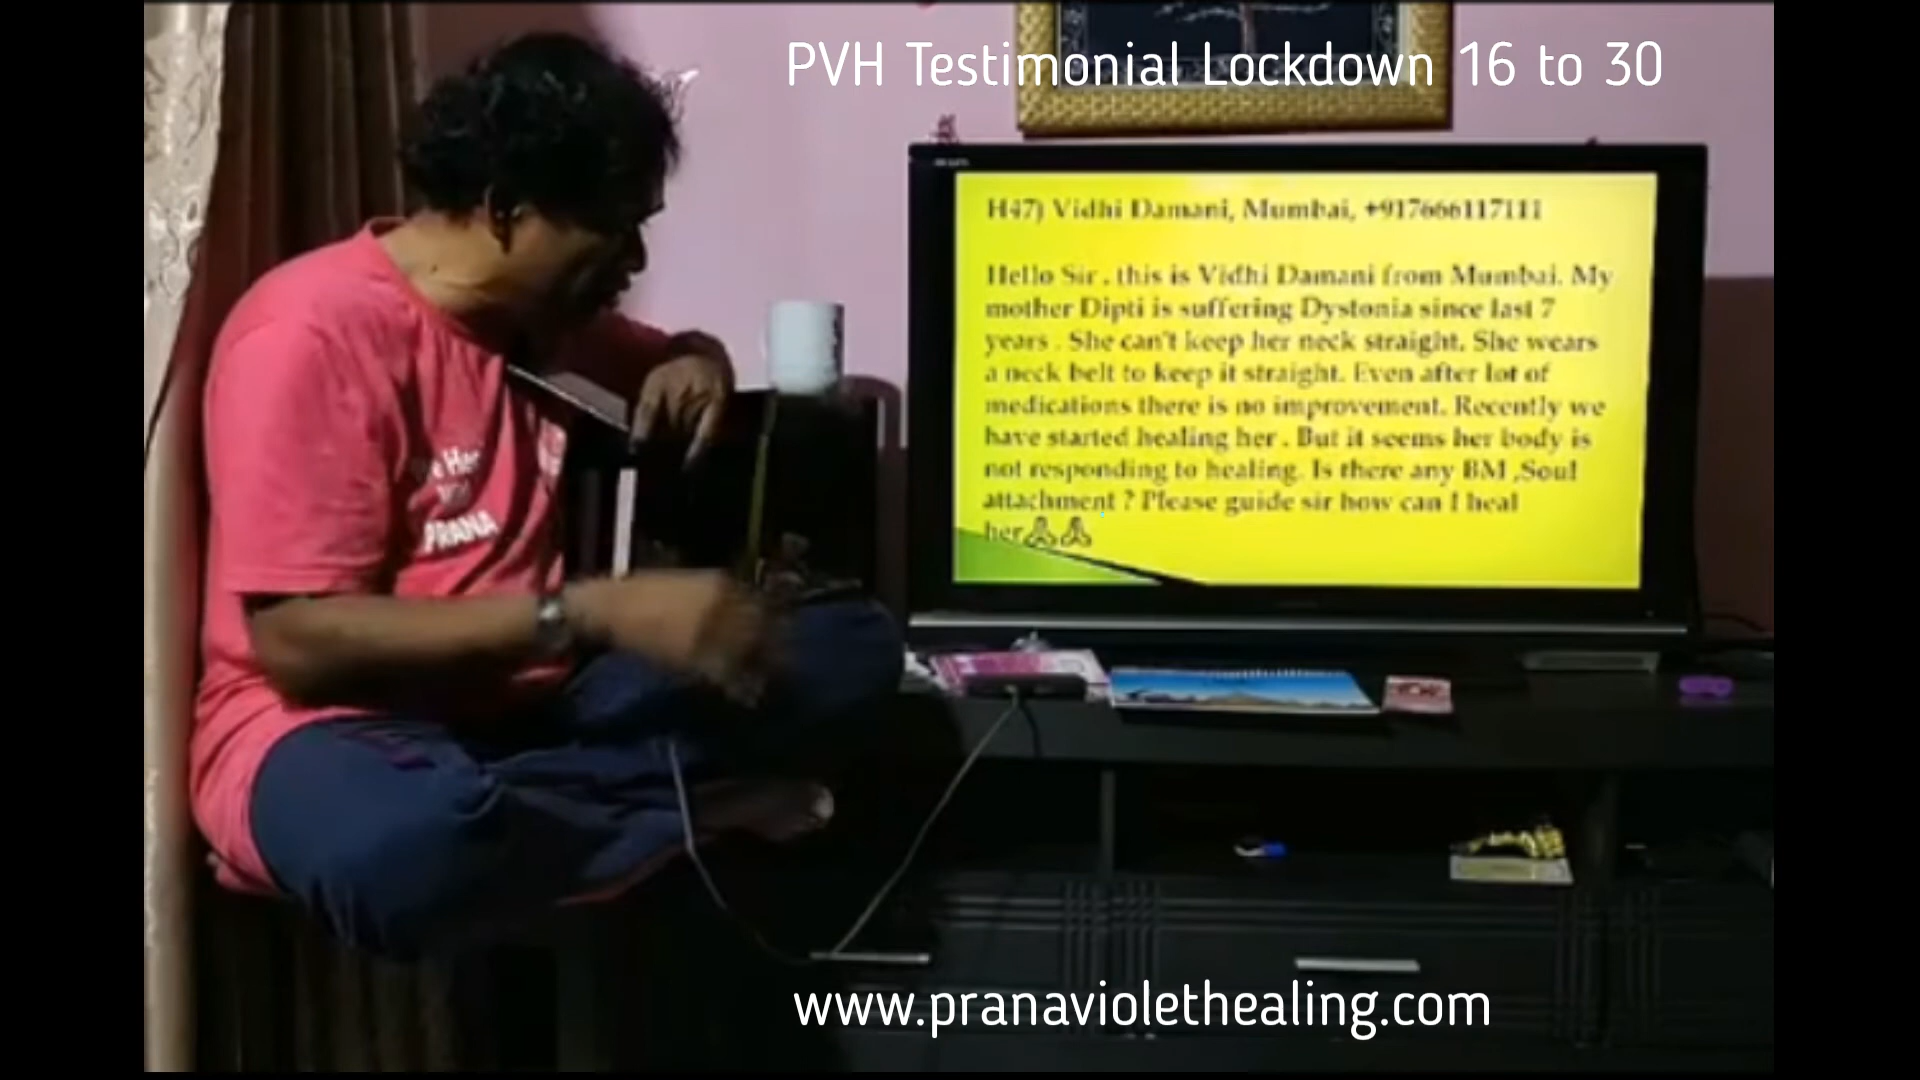 PVH Testimonial Lockdown 16 to 30
H47) Vidhi Damani, Mumbai, +917666117111
Hello Sir , this is Vidhi Damani from Mumbai. My
mother Dipti is suffering Dystonia since last 7
years . She can't keep her neck straight. She wears
a neck belt to keep it straight. Even after lot of
medications there is no improvement. Recently we
have started healing her . But it seems her body is
not responding to healing. Is there any BM ,Soul
attachment ? Please guide sir how can I heal
her🙏🙏
PRANA
www.pranaviolethealing.com